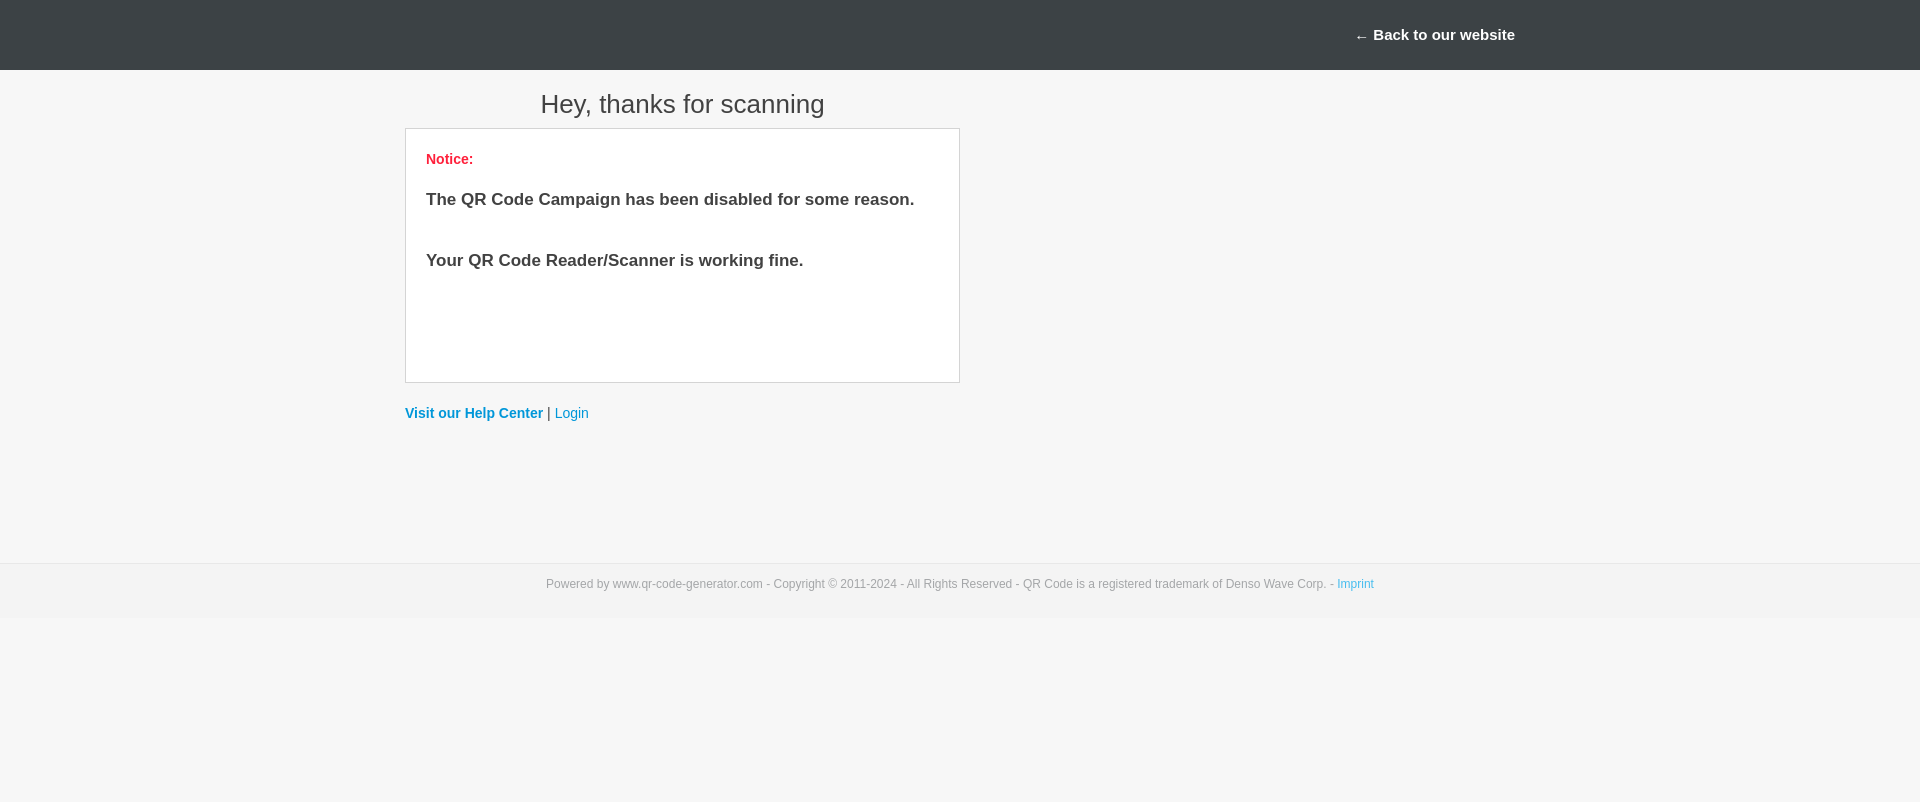 ← Back to our website
Hey, thanks for scanning
Notice:
The QR Code Campaign has been disabled for some reason.
Your QR Code Reader/Scanner is working fine.
Visit our Help Center | Login
Powered by www.qr-code-generator.com - Copyright © 2011-2024 - All Rights Reserved - QR Code is a registered trademark of Denso Wave Corp. - Imprint